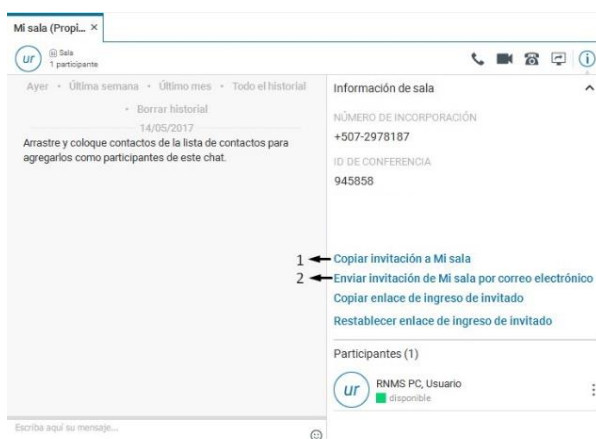 Mi sala (Propi... ×
ur
Sala
1 participante
Ayer • Última semana • Último mes • Todo el historial
• Borrar historial
14/05/2017
Arrastre y coloque contactos de la lista de contactos para
agregarlos como participantes de este chat.
Escriba aquí su mensaje...
Información de sala
NÚMERO DE INCORPORACIÓN
+507-2978187
ID DE CONFERENCIA
945858
1 Copiar invitación a Mi sala
2 Enviar invitación de Mi sala por correo electrónico
Copiar enlace de ingreso de invitado
Restablecer enlace de ingreso de invitado
Participantes (1)
ur
RNMS PC, Usuario
disponible